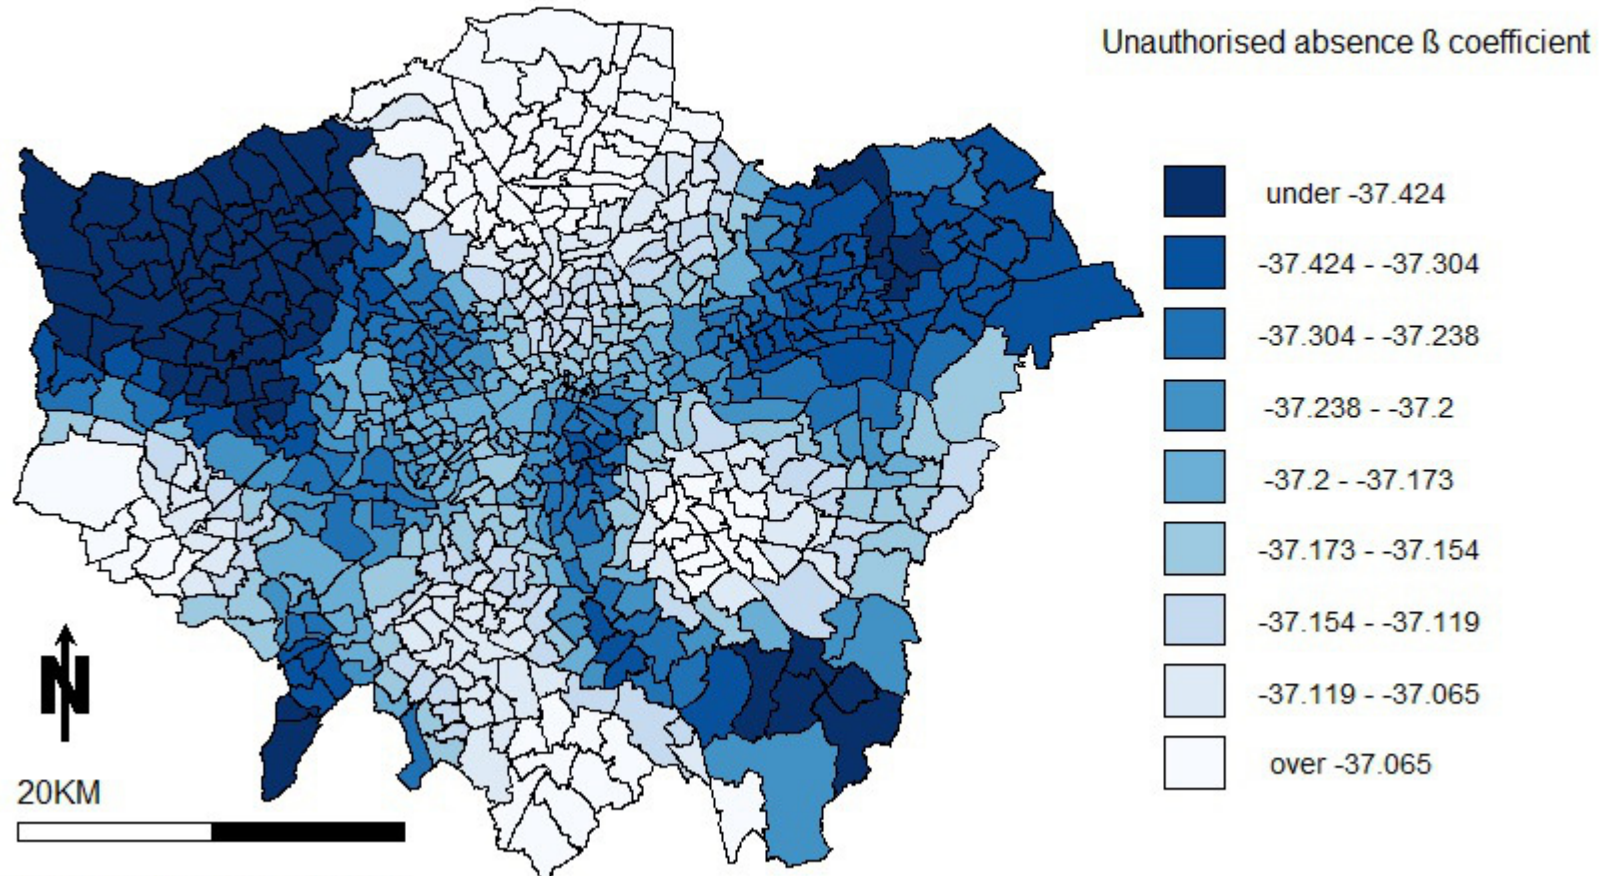 Unauthorised absence ß coefficient
under -37.424
-37.424 - -37.304
-37.304 - -37.238
-37.238 - -37.2
-37.2 - -37.173
-37.173 - -37.154
-37.154 - -37.119
-37.119 - -37.065
over -37.065
N
20KM